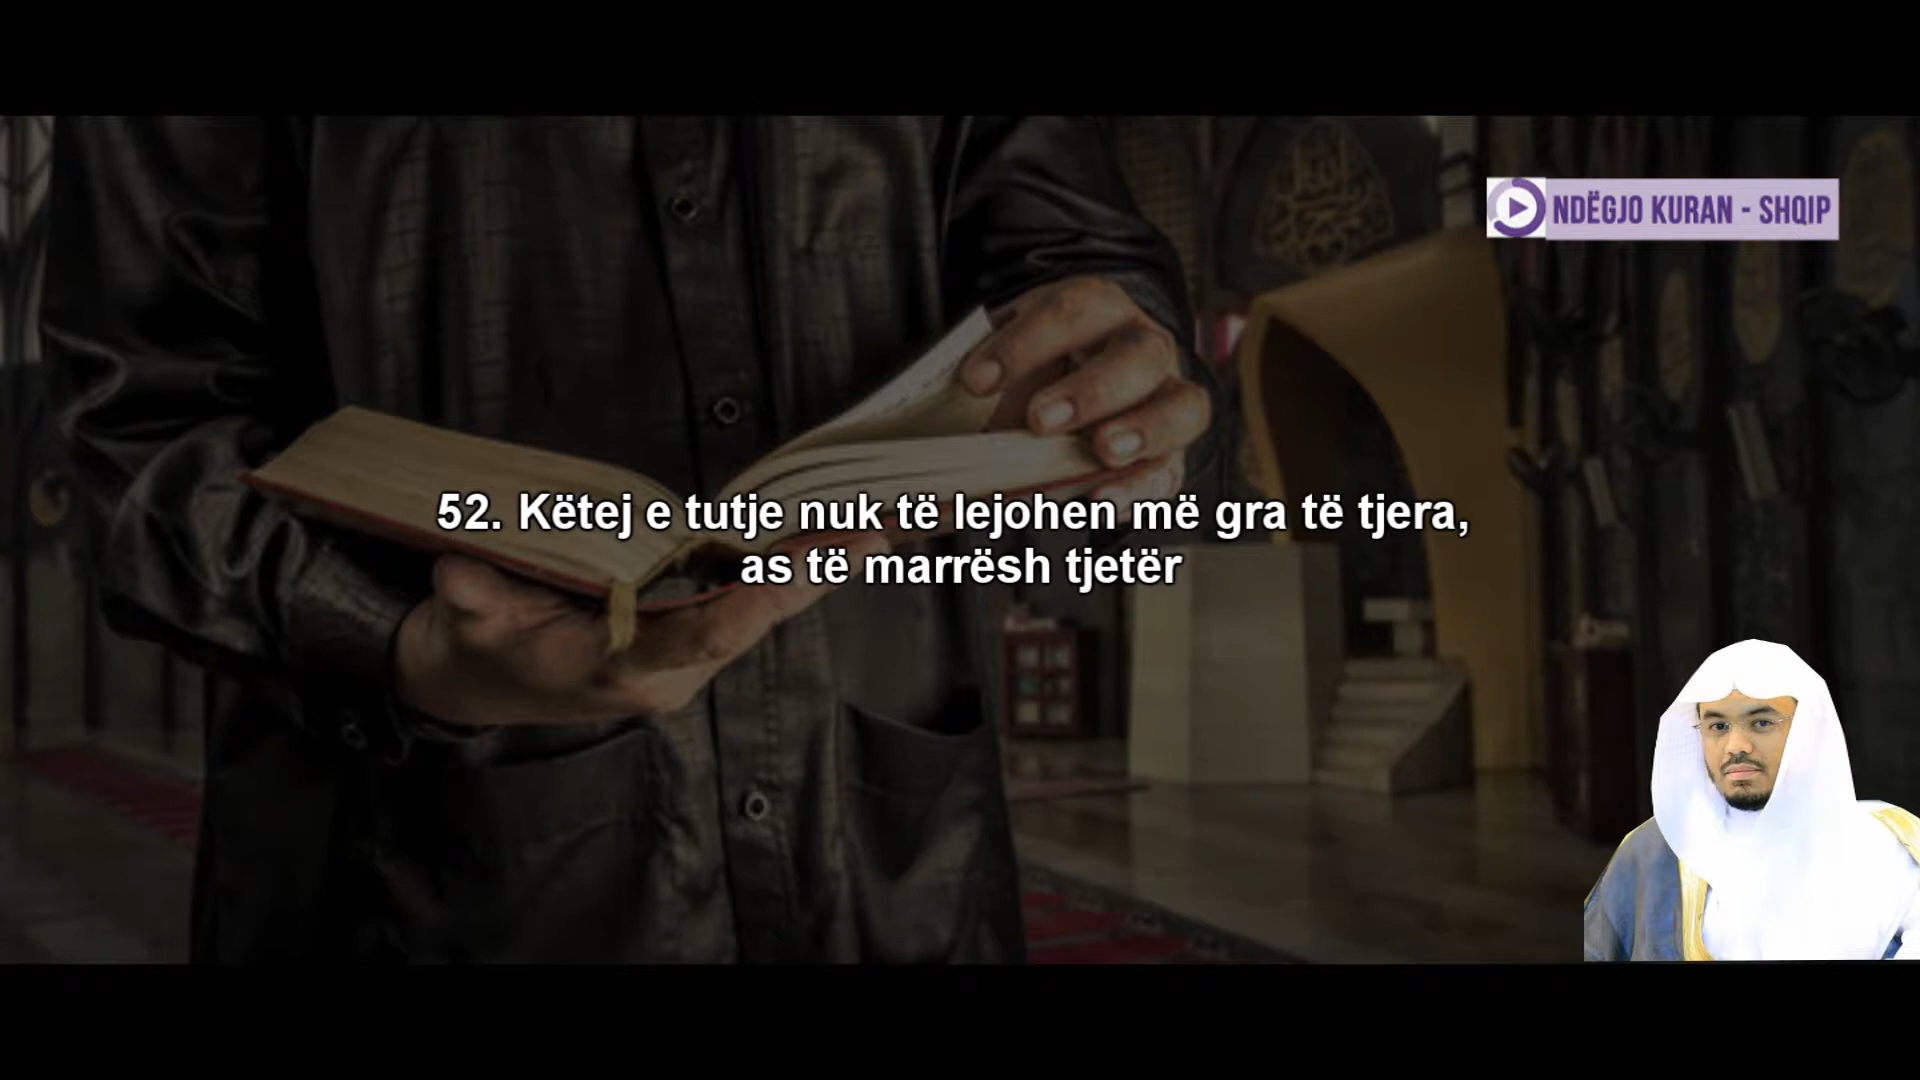 NDËGJO KURAN - SHQIP
52. Këtej e tutje nuk të lejohen më gra të tjera,
as të marrësh tjetër